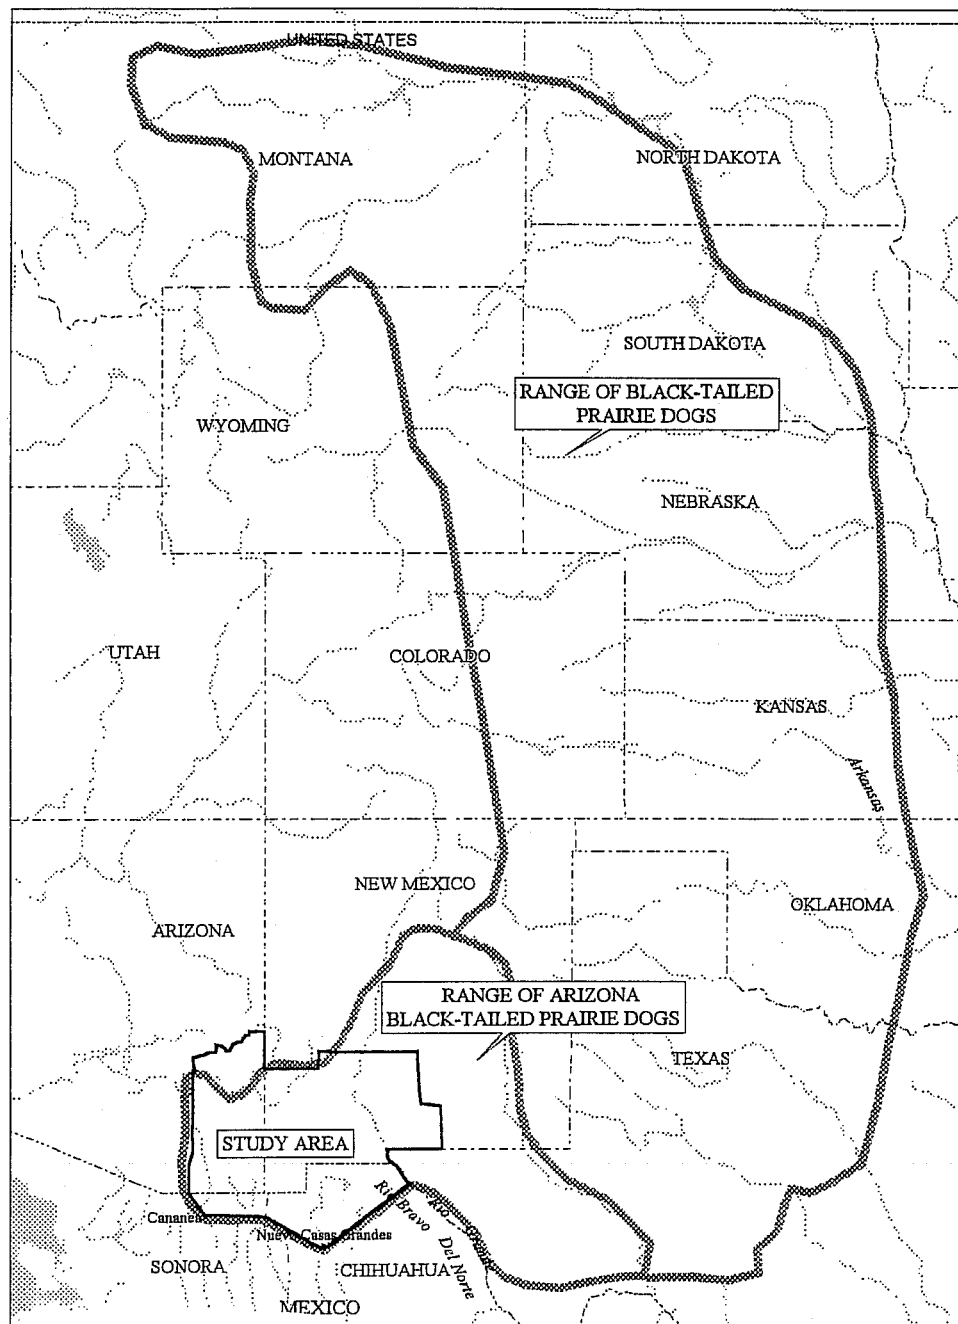 UNITED STATES
MONTANA
NORTH DAKOTA
SOUTH DAKOTA
RANGE OF BLACK-TAILED
PRAIRIE DOGS
WYOMING
NEBRASKA
UTAH
COLORADO
KANSAS
Arkansas
NEW MEXICO
OKLAHOMA
ARIZONA
RANGE OF ARIZONA
BLACK-TAILED PRAIRIE DOGS
TEXAS
STUDY AREA
Rio Bravo
Del Norte
Rio Grande
Cananea
Nuevo Casas Grandes
SONORA
CHIHUAHUA
MEXICO